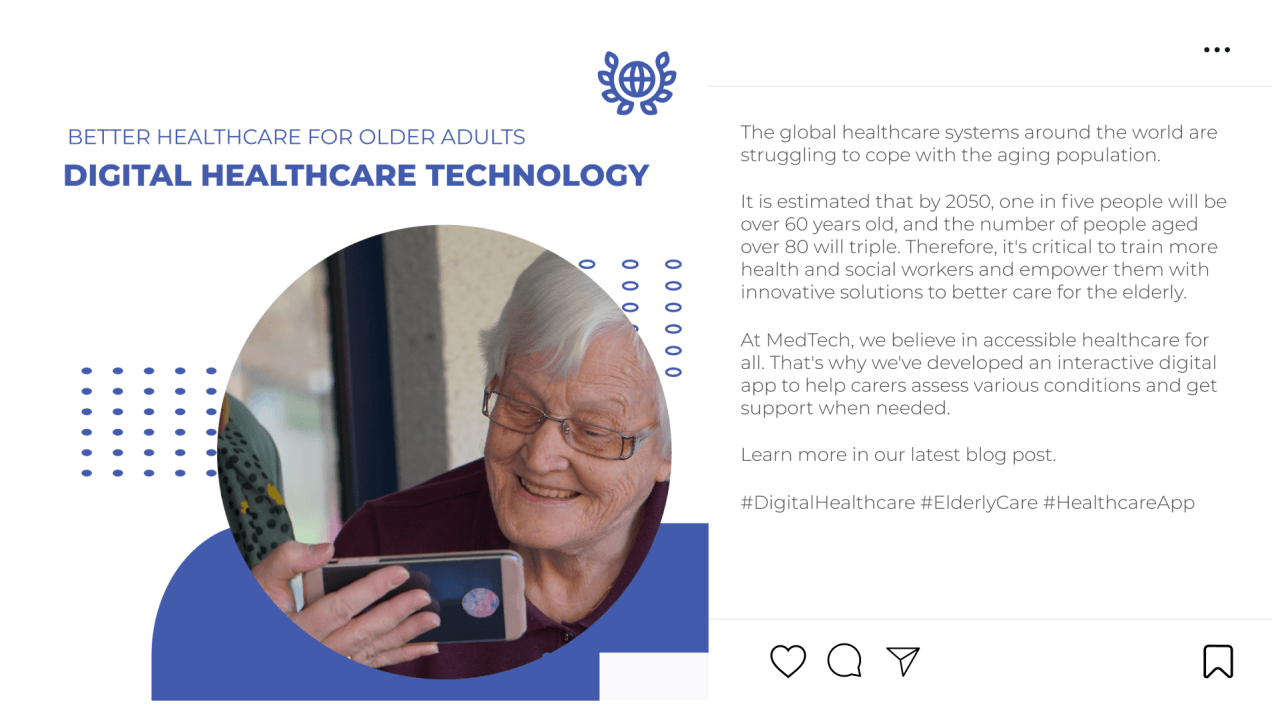 BETTER HEALTHCARE FOR OLDER ADULTS
DIGITAL HEALTHCARE TECHNOLOGY
The global healthcare systems around the world are
struggling to cope with the aging population.
It is estimated that by 2050, one in five people will be
over 60 years old, and the number of people aged
over 80 will triple. Therefore, it's critical to train more
health and social workers and empower them with
innovative solutions to better care for the elderly.
At MedTech, we believe in accessible healthcare for
all. That's why we've developed an interactive digital
app to help carers assess various conditions and get
support when needed.
Learn more in our latest blog post.
#DigitalHealthcare #ElderlyCare #HealthcareApp